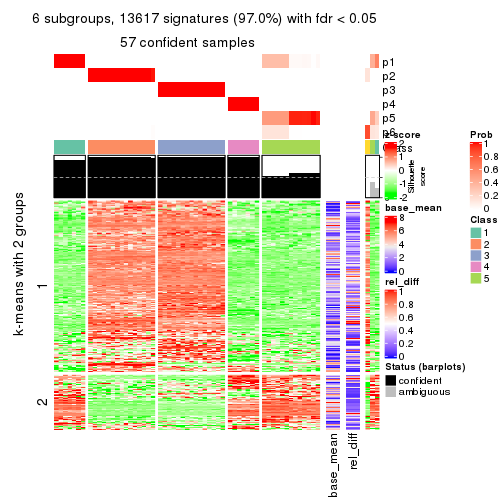 6 subgroups, 13617 signatures (97.0%) with fdr < 0.05
57 confident samples
p1
p2
p3
p4
p5
p6
Class
z-score
2
0
-2
Silhouette
score
base_mean
8
6
4
2
0
rel_diff
1
0.8
0.6
0.4
0.2
0
Status (barplots)
confident
ambiguous
Prob
1
0.8
0.6
0.4
0.2
0
Class
1
2
3
4
5
k-means with 2 groups
1
2
base_mean
rel_diff